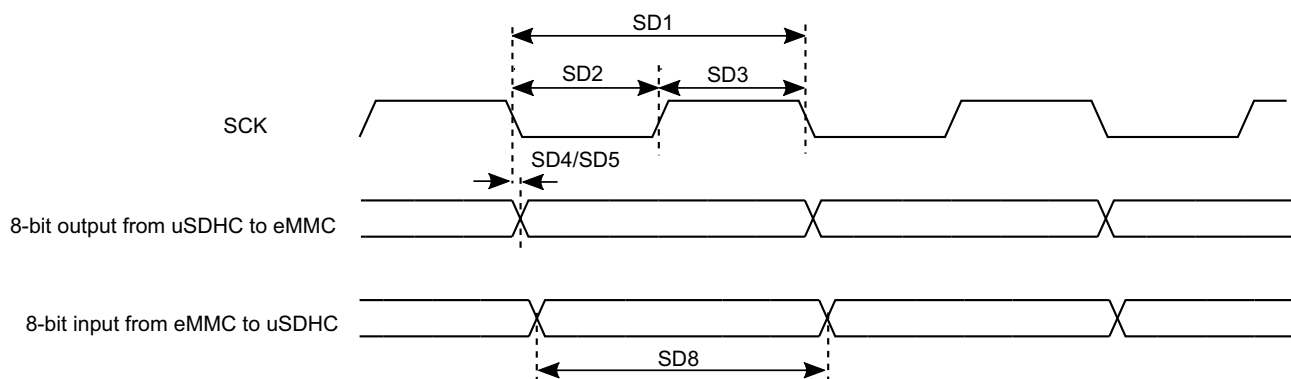 SD1
SD2
SD3
SCK
SD4/SD5
8-bit output from uSDHC to eMMC
8-bit input from eMMC to uSDHC
SD8